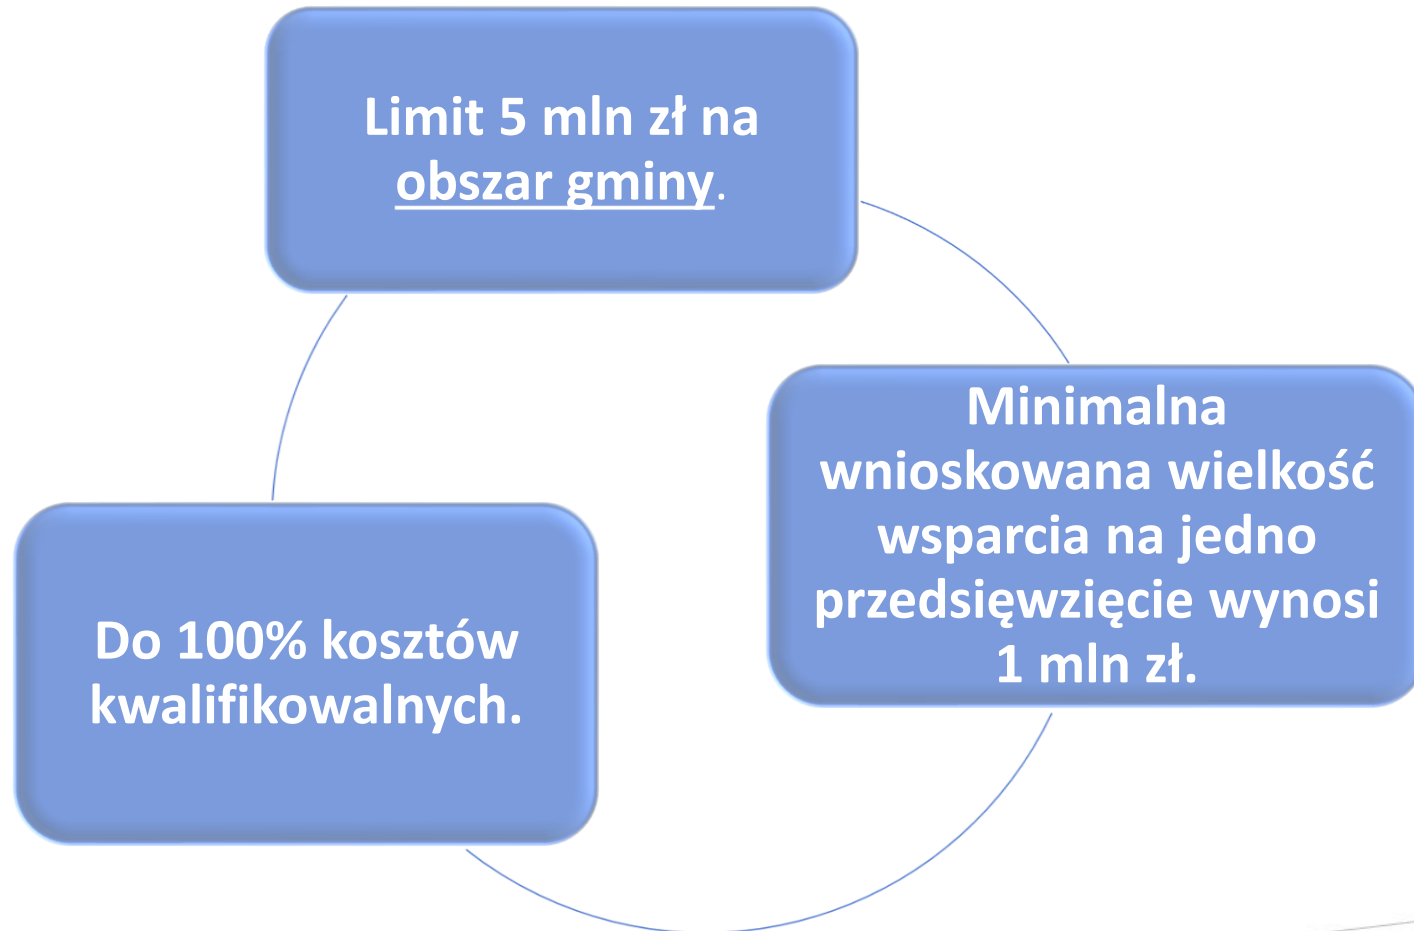 Limit 5 mln zł na
obszar gminy.
Minimalna
wnioskowana wielkość
wsparcia na jedno
przedsięwzięcie wynosi
1 mln zł.
Do 100% kosztów
kwalifikowalnych.